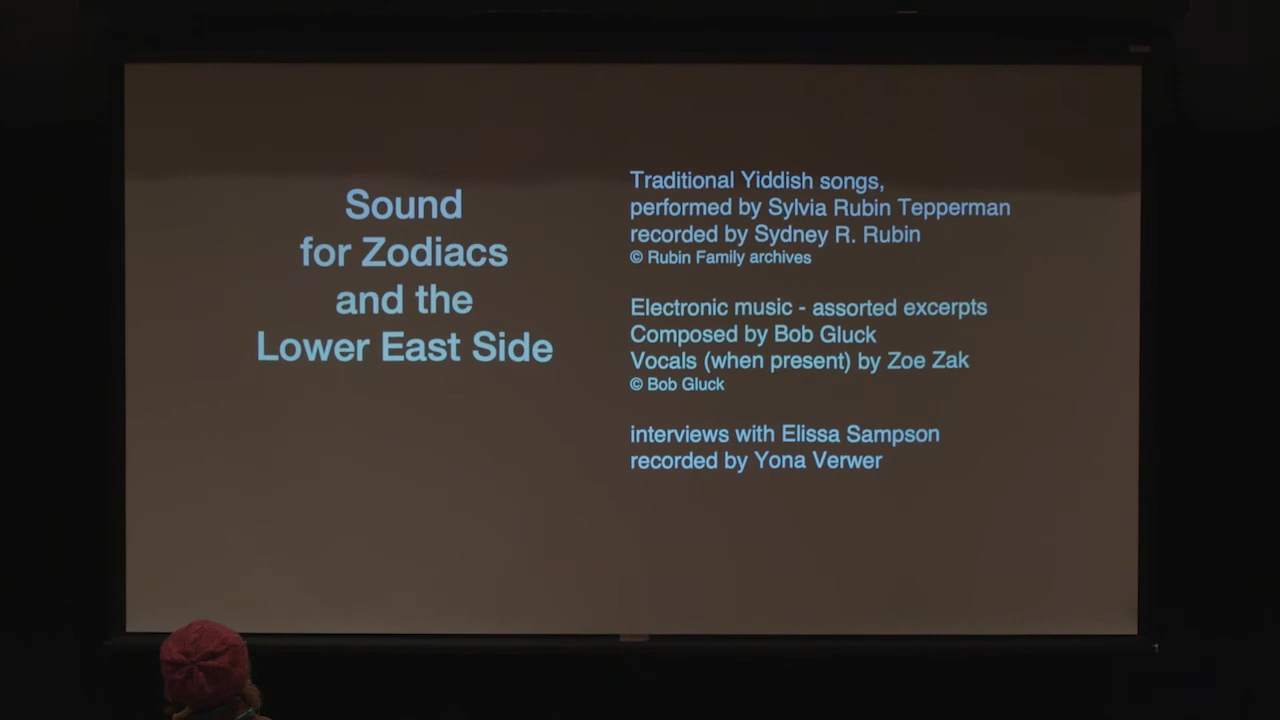 Sound
for Zodiacs
and the
Lower East Side
Traditional Yiddish songs,
performed by Sylvia Rubin Tepperman
recorded by Sydney R. Rubin
© Rubin Family archives
Electronic music - assorted excerpts
Composed by Bob Gluck
Vocals (when present) by Zoe Zak
© Bob Gluck
interviews with Elissa Sampson
recorded by Yona Verwer